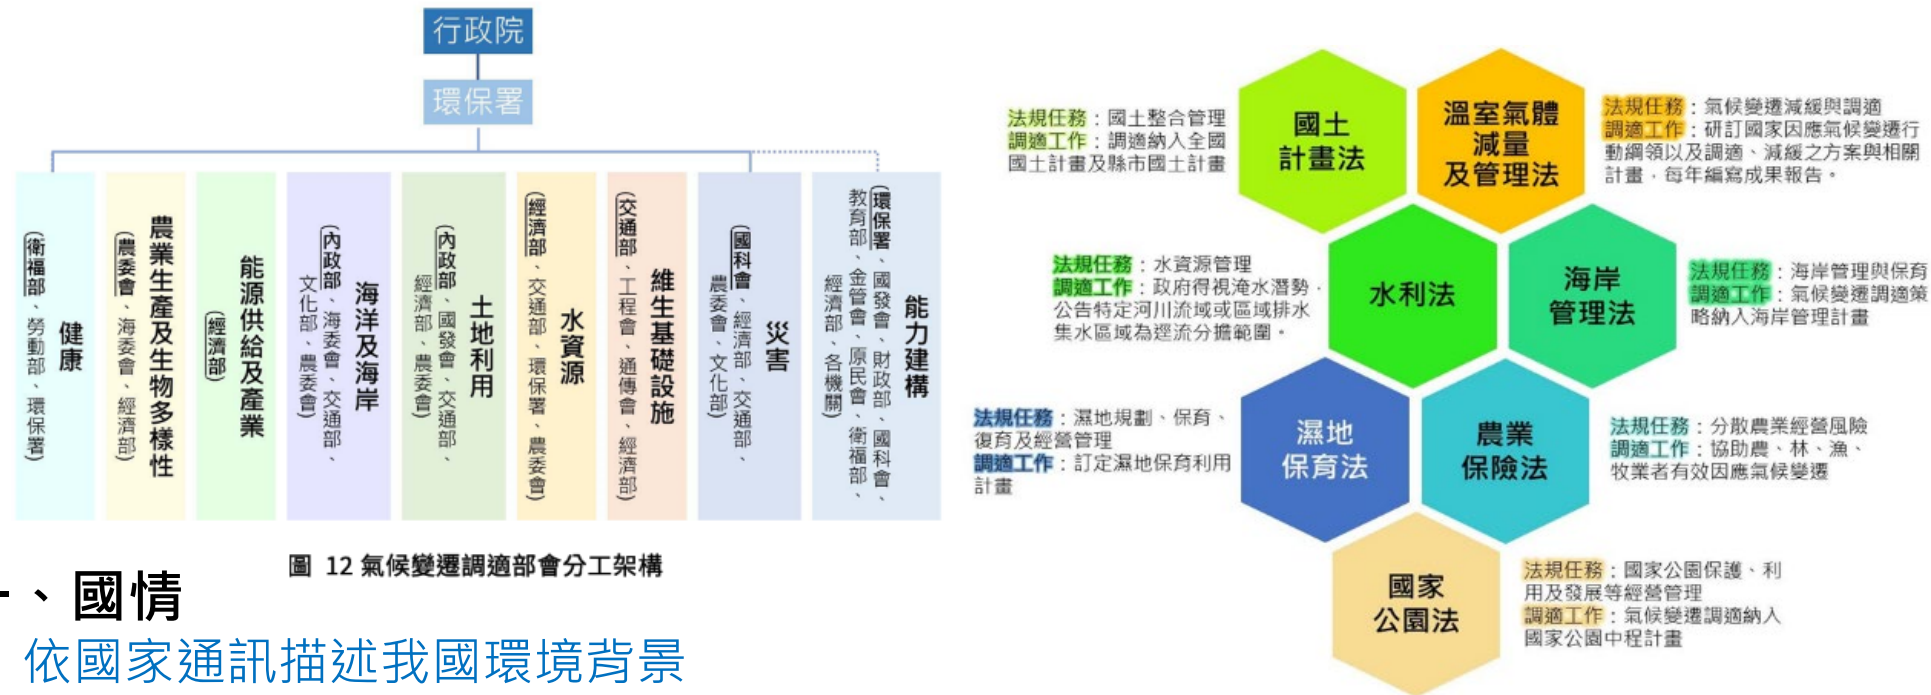 行政院
環保署
健康
(衛福部、勞動部、環保署)
農業生產及生物多樣性
(農委會、海委會、經濟部)
能源供給及產業
(經濟部)
海洋及海岸
(內政部、海委會、交通部、
文化部、農委會)
土地利用
(內政部、國發會、交通部、
經濟部、農委會)
水資源
(經濟部、交通部、環保署、農委會)
維生基礎設施
(交通部、工程會、通傳會、經濟部)
災害
(國科會、經濟部、交通部、
農委會、文化部)
能力建構
(環保署、國發會、財政部、國科會、
教育部、金管會、原民會、衛福部、
經濟部、各機關)
圖 12 氣候變遷調適部會分工架構
、國情
依國家通訊描述我國環境背景
國土
計畫法
法規任務：國土整合管理
調適工作：調適納入全國
國土計畫及縣市國土計畫
溫室氣體
減量
及管理法
法規任務：氣候變遷減緩與調適
調適工作：研訂國家因應氣候變遷行
動綱領以及調適、減緩之方案與相關
計畫，每年編寫成果報告。
水利法
法規任務：水資源管理
調適工作：政府得視淹水潛勢，
公告特定河川流域或區域排水
集水區域為逕流分擔範圍。
海岸
管理法
法規任務：海岸管理與保育
調適工作：氣候變遷調適策
略納入海岸管理計畫
濕地
保育法
法規任務：濕地規劃、保育、
復育及經營管理
調適工作：訂定濕地保育利用
計畫
農業
保險法
法規任務：分散農業經營風險
調適工作：協助農、林、漁、
牧業者有效因應氣候變遷
國家
公園法
法規任務：國家公園保護、利
用及發展等經營管理
調適工作：氣候變遷調適納入
國家公園中程計畫